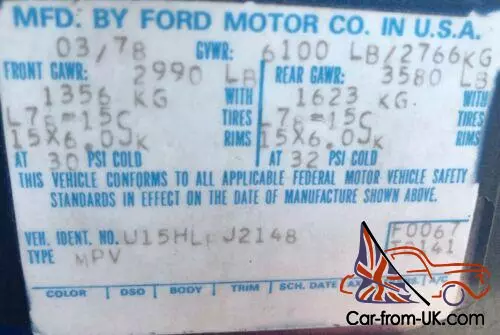 MFD. BY FORD MOTOR CO. IN U.S.A.
03/78 GVWR: 6100 LB/2766KG
FRONT GAWR: 2990 LB REAR GAWR: 3580 LB
1356 KG WITH 1623 KG. WITH
L78-15C TIRES L78-15C TIRES
15X6.0JK RIMS 15X6.0JK RIMS
AT 30 PSI COLD AT 32 PSI COLD
THIS VEHICLE CONFORMS TO ALL APPLICABLE FEDERAL MOTOR VEHICLE SAFETY
STANDARDS IN EFFECT ON THE DATE OF MANUFACTURE SHOWN ABOVE.
VEH. IDENT. NO. U15HL J2148 F0067
TYPE MPV
COLOR DSO BODY TRIM SCH. DATE
Car-from-UK.com